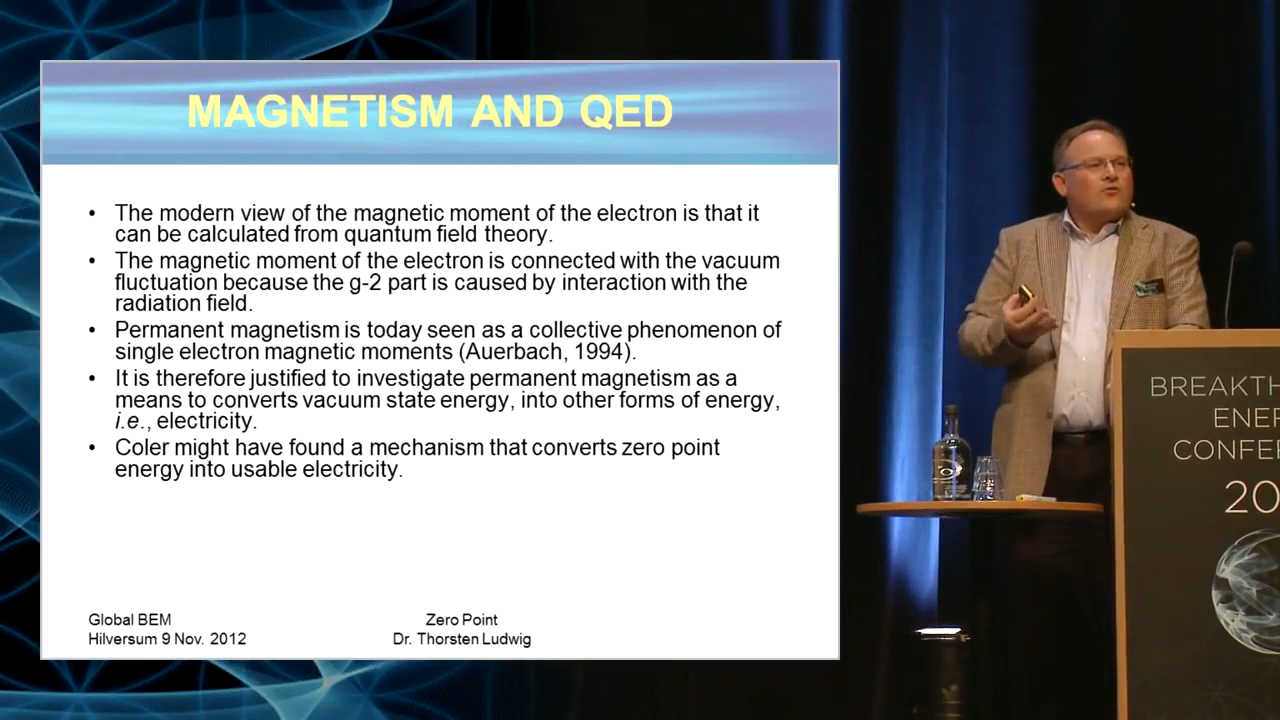 MAGNETISM AND QED
• The modern view of the magnetic moment of the electron is that it
can be calculated from quantum field theory.
• The magnetic moment of the electron is connected with the vacuum
fluctuation because the g-2 part is caused by interaction with the
radiation field.
• Permanent magnetism is today seen as a collective phenomenon of
single electron magnetic moments (Auerbach, 1994).
• It is therefore justified to investigate permanent magnetism as a
means to converts vacuum state energy, into other forms of energy,
i.e., electricity.
• Coler might have found a mechanism that converts zero point
energy into usable electricity.
Global BEM
Hilversum 9 Nov. 2012
Zero Point
Dr. Thorsten Ludwig
BREAKTH
ENER
CONFE
20